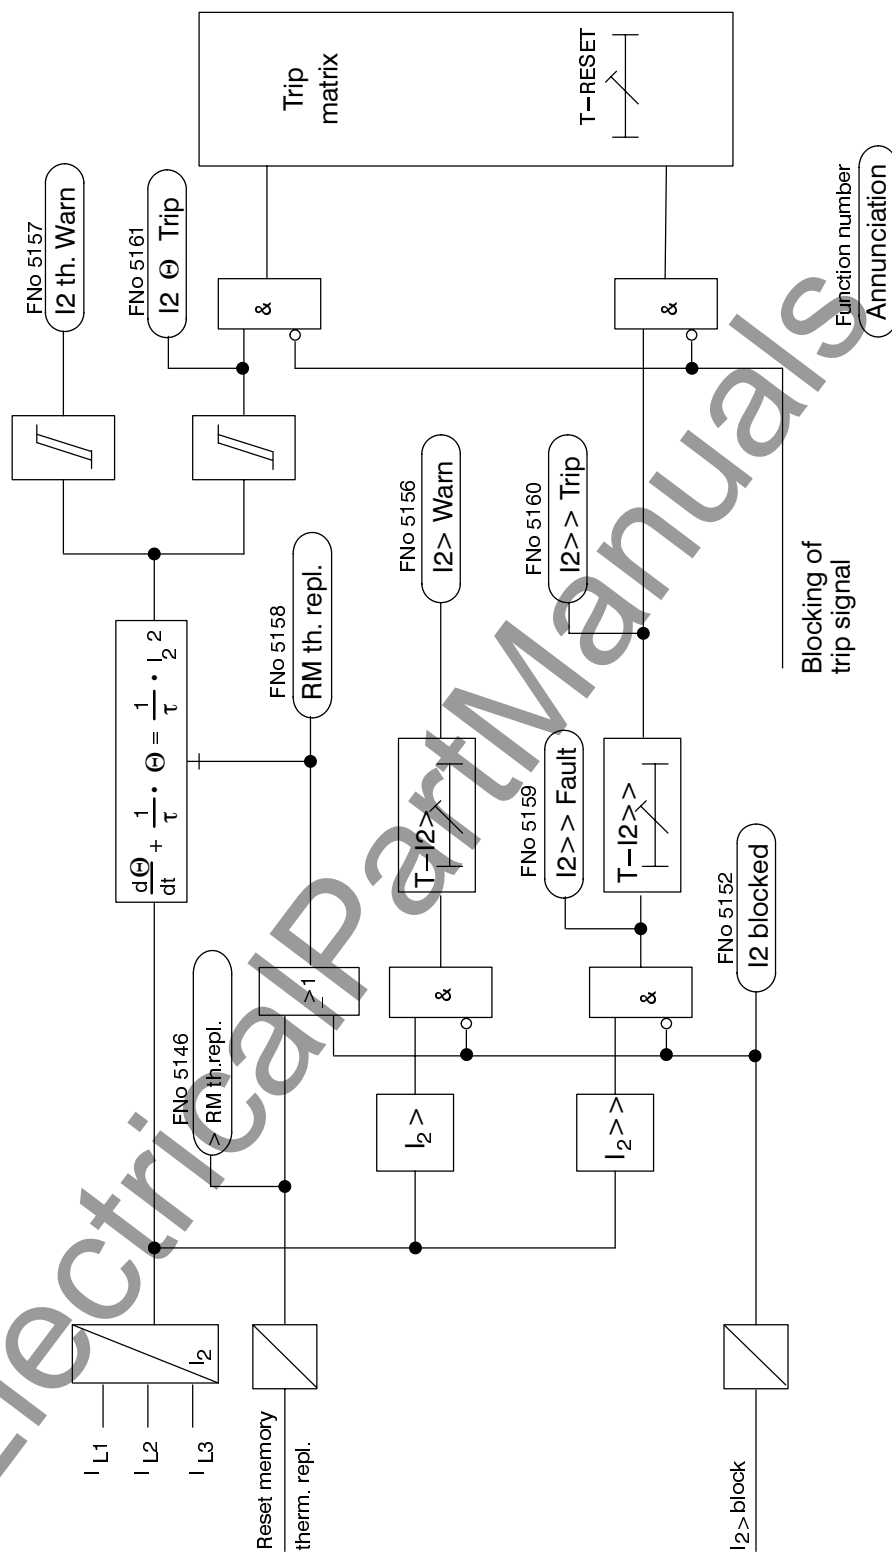 I L1
I L2
I L3
I2
dΘ/dt + 1/τ · Θ = 1/τ · I2²
FNo 5157
I2 th. Warn
FNo 5161
I2 Θ Trip
&
Trip
matrix
T–RESET
Reset memory
therm. repl.
FNo 5146
> RM th.repl.
≥1
FNo 5158
RM th. repl.
I2 >
&
T–I2>
FNo 5156
I2> Warn
I2 >>
&
FNo 5159
I2>> Fault
T–I2>>
FNo 5160
I2>> Trip
&
I2>block
FNo 5152
I2 blocked
Blocking of
trip signal
Function number
Annunciation
ElectricalPartManuals